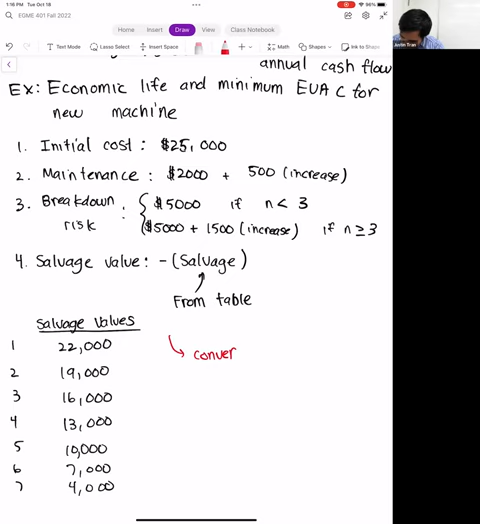 1:16 PM Tue Oct 18
96%
EGME 401 Fall 2022
Home Insert Draw View Class Notebook
Text Mode Lasso Select Insert Space Math Shapes Ink to Shape
Justin Tran
annual cash flow
Ex: Economic life and minimum EUAC for
new machine
1. Initial cost: $25,000
2. Maintenance: $2000 + 500 (increase)
3. Breakdown risk: $5000 if n < 3
$5000 + 1500 (increase) if n ≥ 3
4. Salvage value: - (Salvage)
From table
Salvage Values
1 22,000
conver
2 19,000
3 16,000
4 13,000
5 10,000
6 7,000
7 4,000